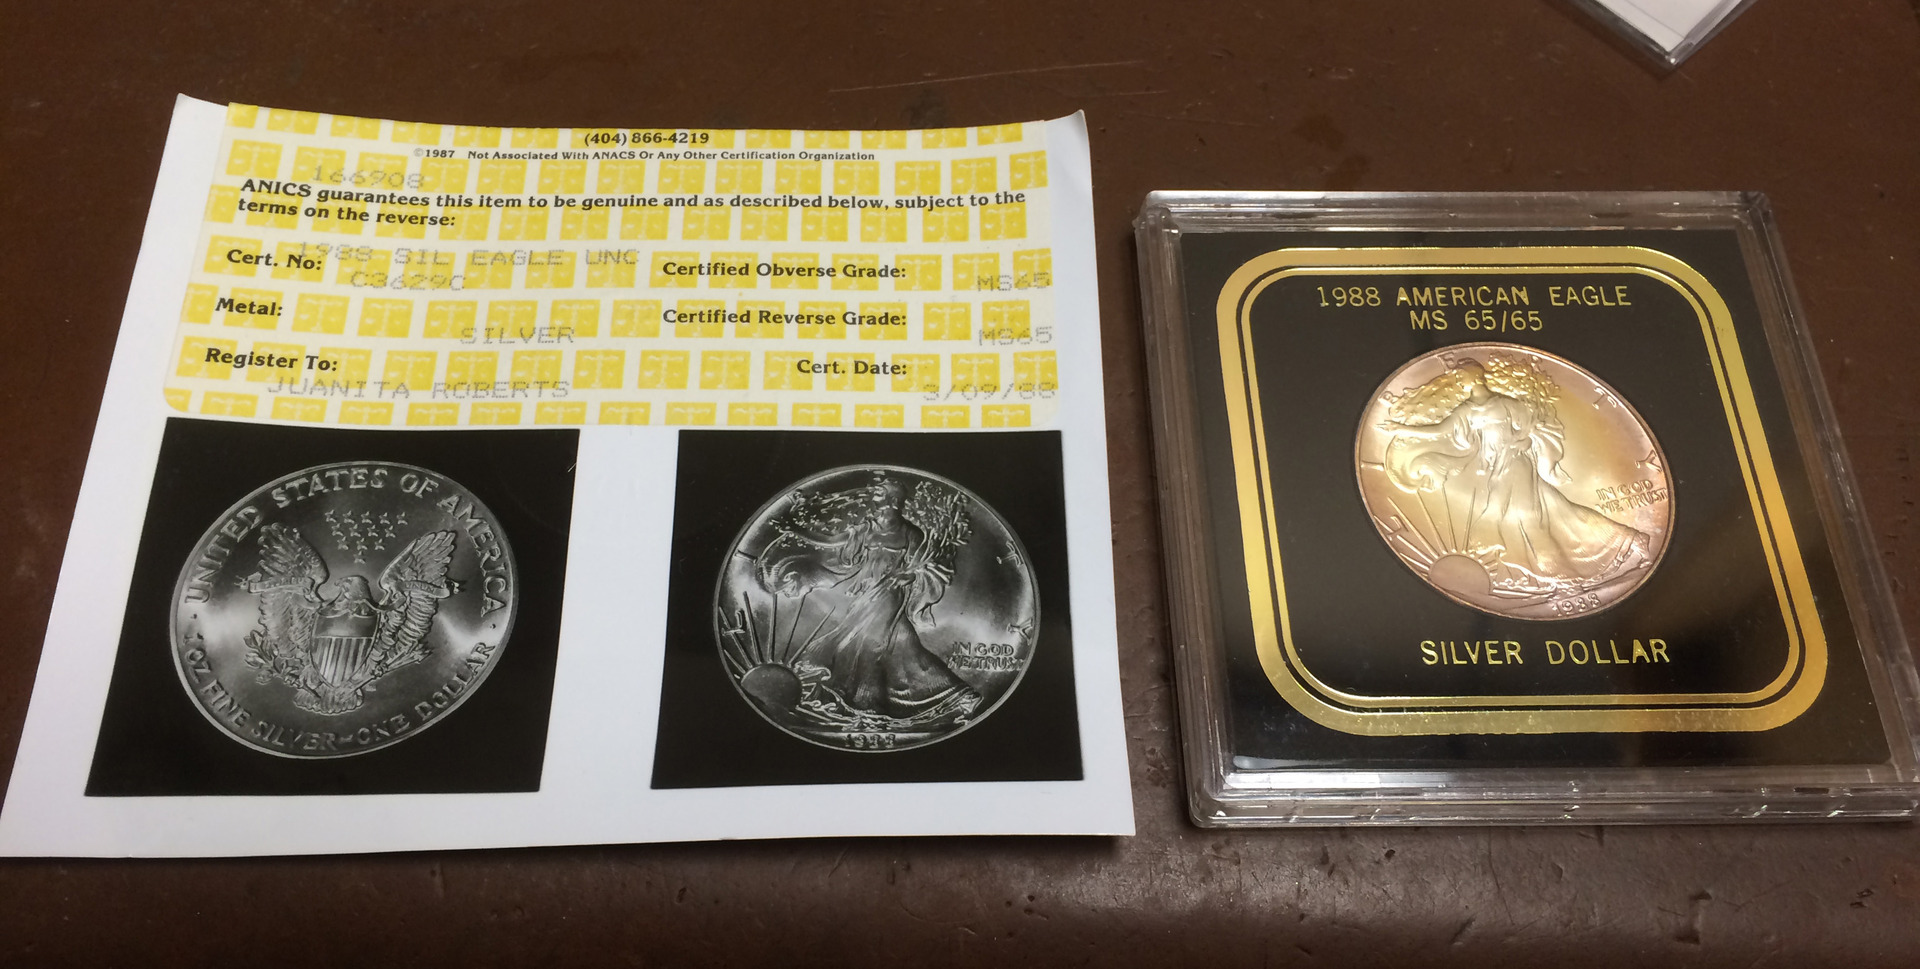 (404) 866-4219
©1987 Not Associated With ANACS Or Any Other Certification Organization
166908
ANICS guarantees this item to be genuine and as described below, subject to the
terms on the reverse:
1988 SIL EAGLE UNC
Cert. No: C36290 Certified Obverse Grade: MS65
Metal: SILVER Certified Reverse Grade: MS65
Register To: JUANITA ROBERTS Cert. Date: 3/09/88
UNITED STATES OF AMERICA
1 OZ. FINE SILVER~ONE DOLLAR
LIBERTY
IN GOD
WE TRUST
1988
1988 AMERICAN EAGLE
MS 65/65
LIBERTY
IN GOD
WE TRUST
1988
SILVER DOLLAR